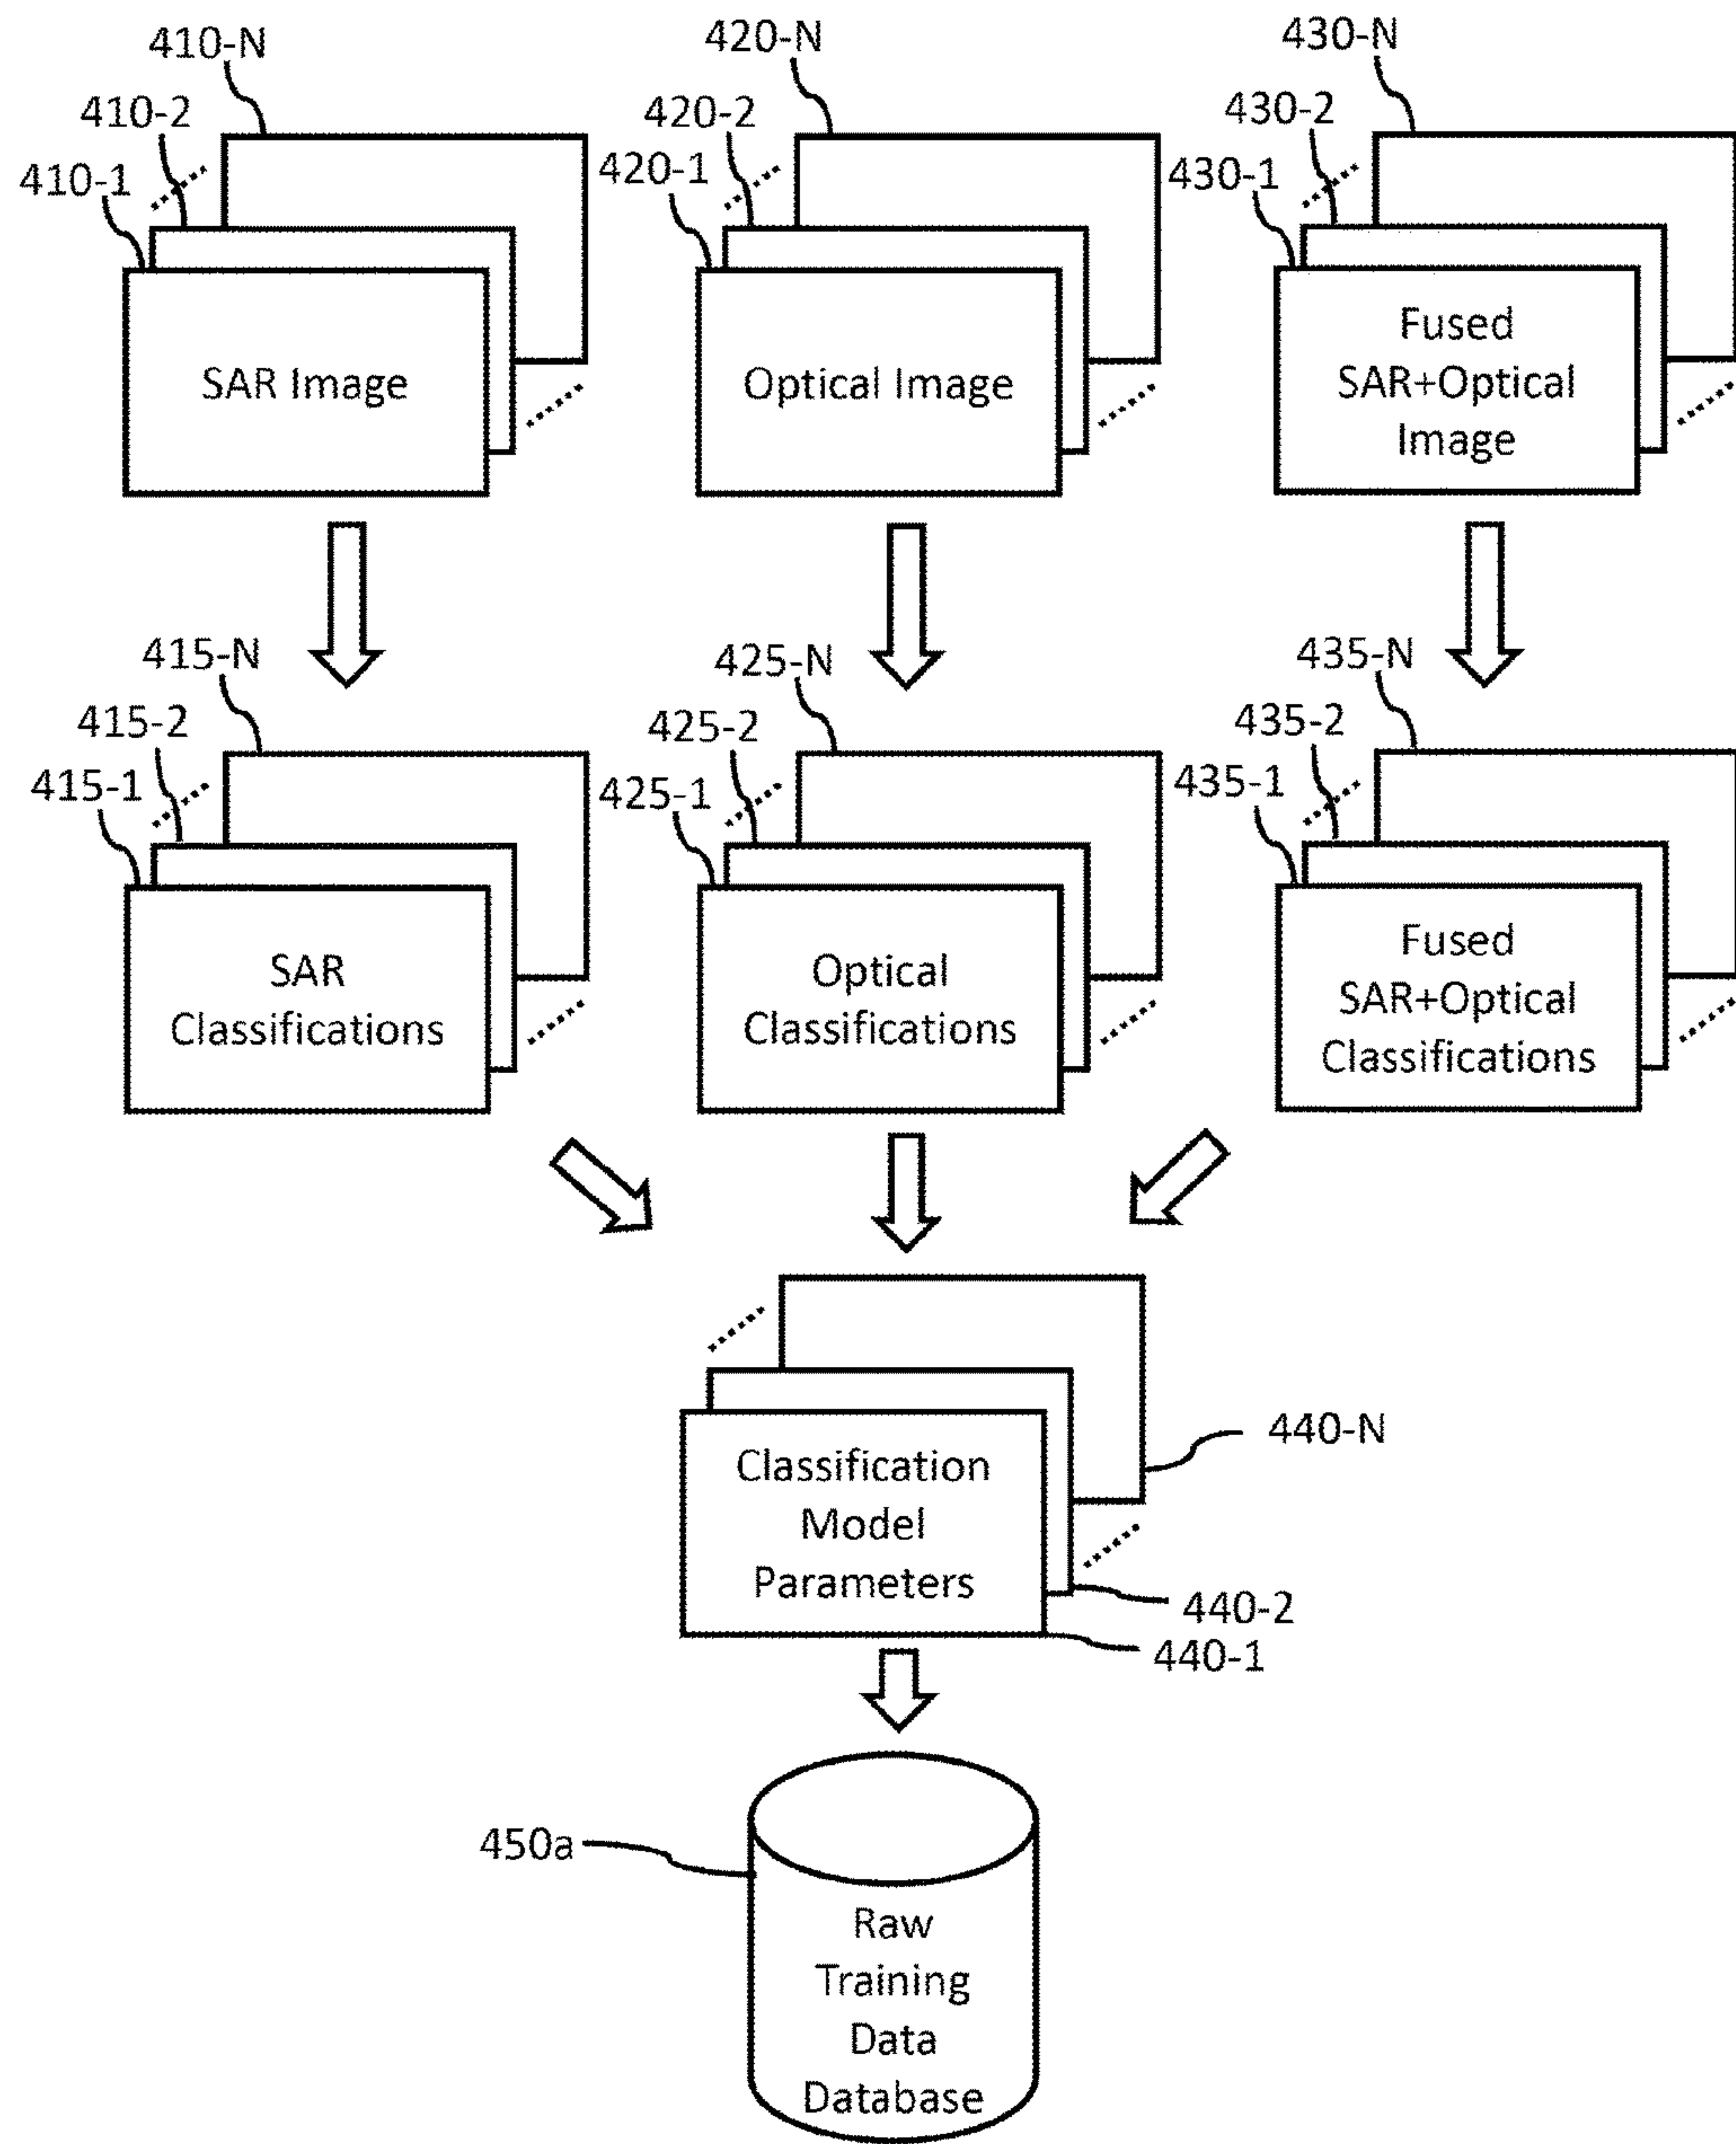 410-N
420-N
430-N
410-2
420-2
430-2
410-1
420-1
430-1
SAR Image
Optical Image
Fused
SAR+Optical
Image
415-N
425-N
435-N
415-2
425-2
435-2
415-1
425-1
435-1
SAR
Classifications
Optical
Classifications
Fused
SAR+Optical
Classifications
Classification
Model
Parameters
440-N
440-2
440-1
450a
Raw
Training
Data
Database